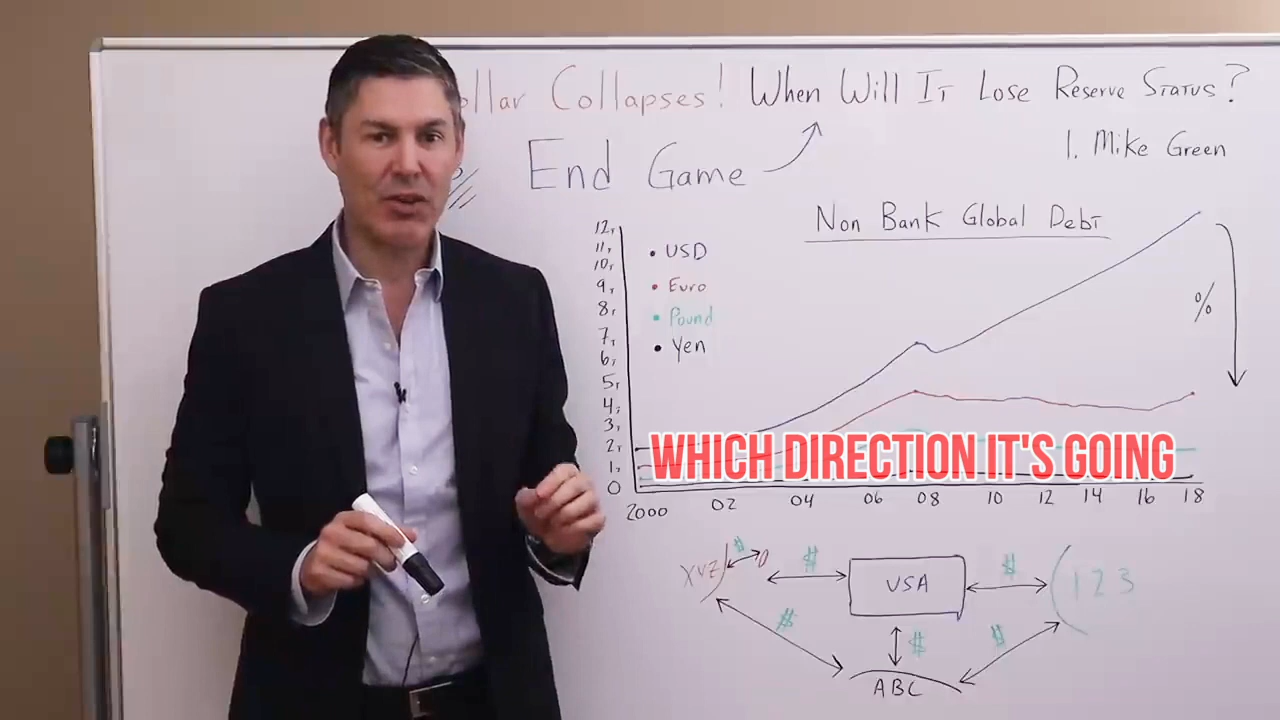 ollar Collapses! When Will It Lose Reserve Status?
1. Mike Green
End Game
Non Bank Global Debt
12T
11T
10T
9T
8T
7T
6T
5T
4T
3T
2T
1T
0
• USD
• Euro
• Pound
• Yen
%
WHICH DIRECTION IT'S GOING
2000 02 04 06 08 10 12 14 16 18
XYZ $ $ USA $ 123
$ $ $
ABC